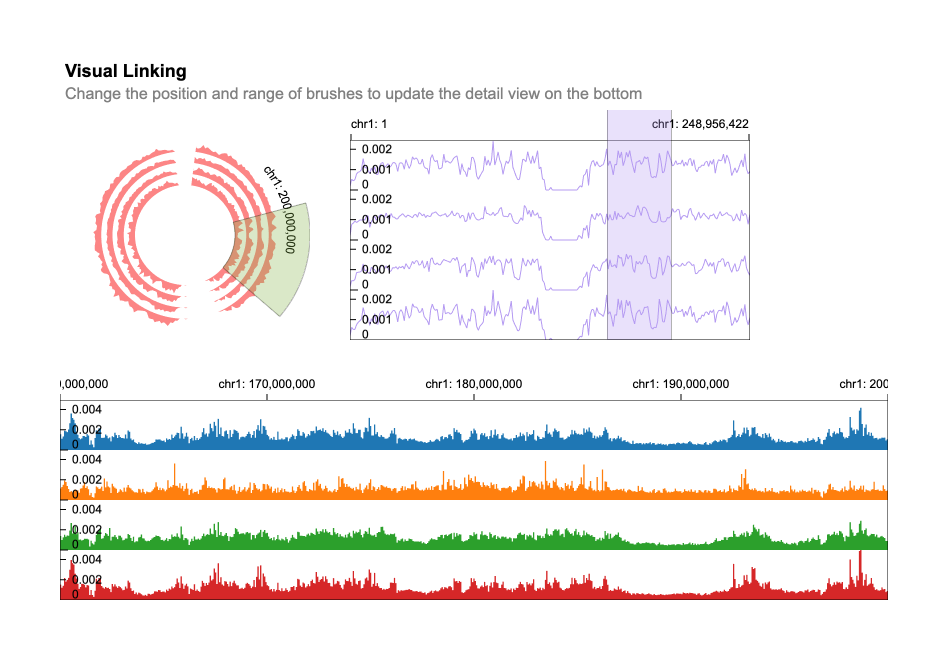 Visual Linking
Change the position and range of brushes to update the detail view on the bottom
chr1: 200,000,000
chr1: 1
chr1: 248,956,422
0.002
0.001
0
0.002
0.001
0
0.002
0.001
0
0.002
0.001
0
0,000,000
chr1: 170,000,000
chr1: 180,000,000
chr1: 190,000,000
chr1: 200
0.004
0.002
0
0.004
0.002
0
0.004
0.002
0
0.004
0.002
0